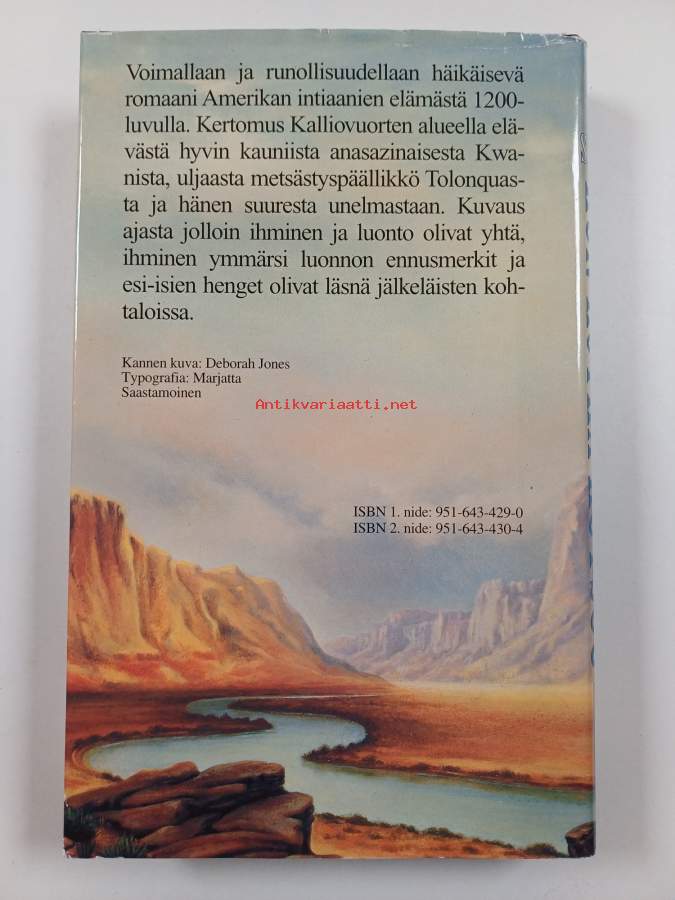 Voimallaan ja runollisuudellaan häikäisevä
romaani Amerikan intiaanien elämästä 1200-
luvulla. Kertomus Kalliovuorten alueella elä-
västä hyvin kauniista anasazinaisesta Kwa-
nista, uljaasta metsästyspäällikkö Tolonquas-
ta ja hänen suuresta unelmastaan. Kuvaus
ajasta jolloin ihminen ja luonto olivat yhtä,
ihminen ymmärsi luonnon ennusmerkit ja
esi-isien henget olivat läsnä jälkeläisten koh-
taloissa.
Kannen kuva: Deborah Jones
Typografia: Marjatta
Saastamoinen
Antikvariaatti.net
ISBN 1. nide: 951-643-429-0
ISBN 2. nide: 951-643-430-4